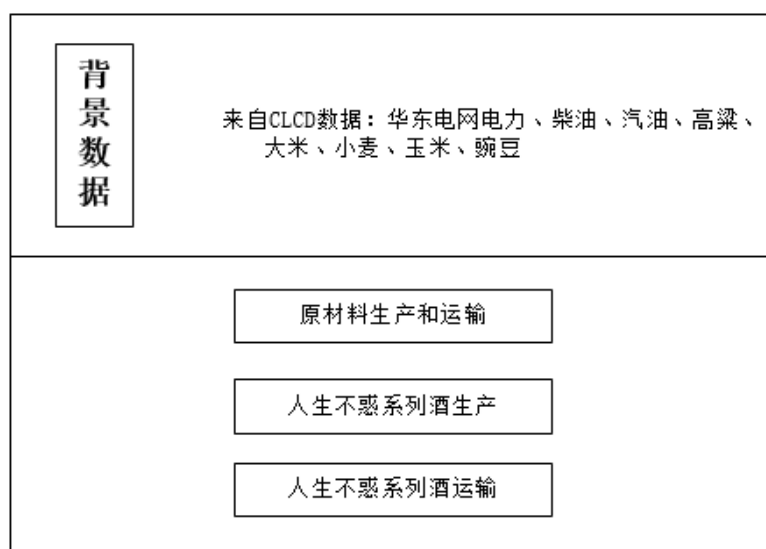 背景数据
来自CLCD数据：华东电网电力、柴油、汽油、高粱、
大米、小麦、玉米、豌豆
原材料生产和运输
人生不惑系列酒生产
人生不惑系列酒运输